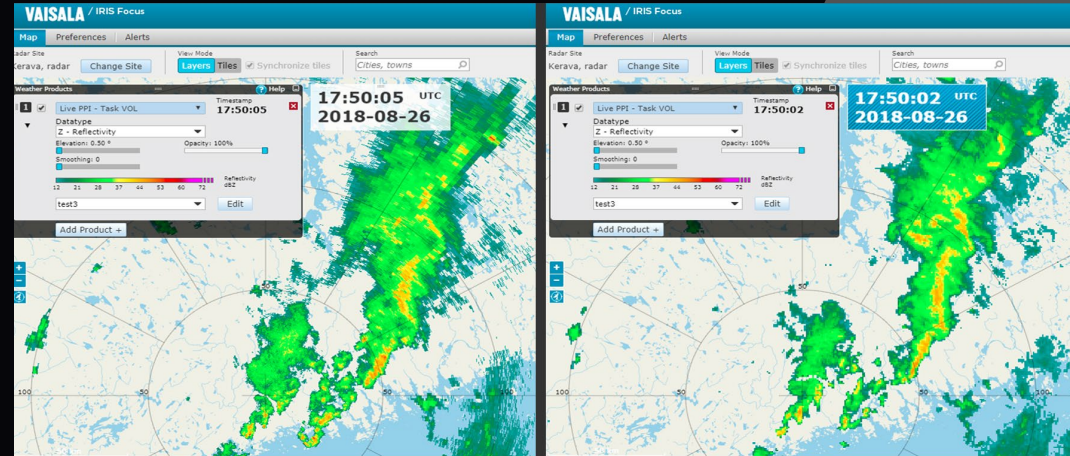 VAISALA / IRIS Focus
Map Preferences Alerts
Radar Site
Kerava, radar
Change Site
View Mode
Layers Tiles
Synchronize tiles
Search
Cities, towns
Weather Products
Help
1
Live PPI - Task VOL
Timestamp
17:50:05
Datatype
Z - Reflectivity
Elevation: 0.50 °
Opacity: 100%
Smoothing: 0
12 21 28 37 44 53 60 72
Reflectivity
dBZ
test3
Edit
Add Product +
17:50:05 UTC
2018-08-26
50
100
50
50
100
VAISALA / IRIS Focus
Map Preferences Alerts
Radar Site
Kerava, radar
Change Site
View Mode
Layers Tiles
Synchronize tiles
Search
Cities, towns
Weather Products
Help
1
Live PPI - Task VOL
Timestamp
17:50:02
Datatype
Z - Reflectivity
Elevation: 0.50 °
Opacity: 100%
Smoothing: 0
12 21 28 37 44 53 60 72
Reflectivity
dBZ
test3
Edit
Add Product +
17:50:02 UTC
2018-08-26
50
100
50
50
100